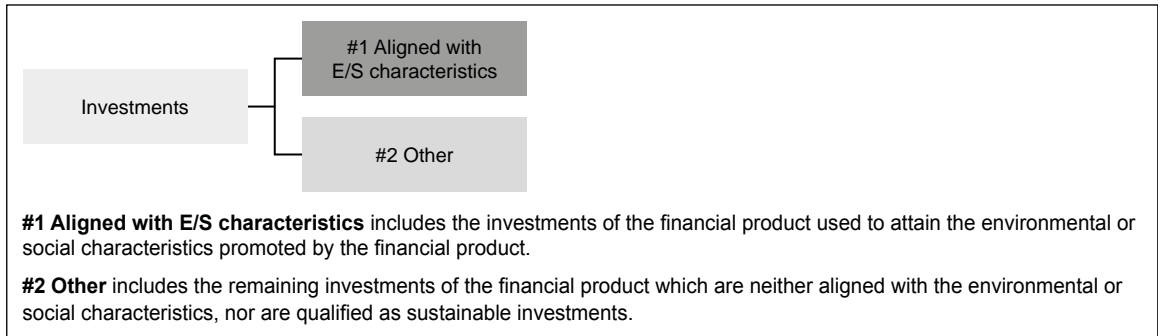 #1 Aligned with
E/S characteristics
Investments
#2 Other
#1 Aligned with E/S characteristics includes the investments of the financial product used to attain the environmental or
social characteristics promoted by the financial product.
#2 Other includes the remaining investments of the financial product which are neither aligned with the environmental or
social characteristics, nor are qualified as sustainable investments.